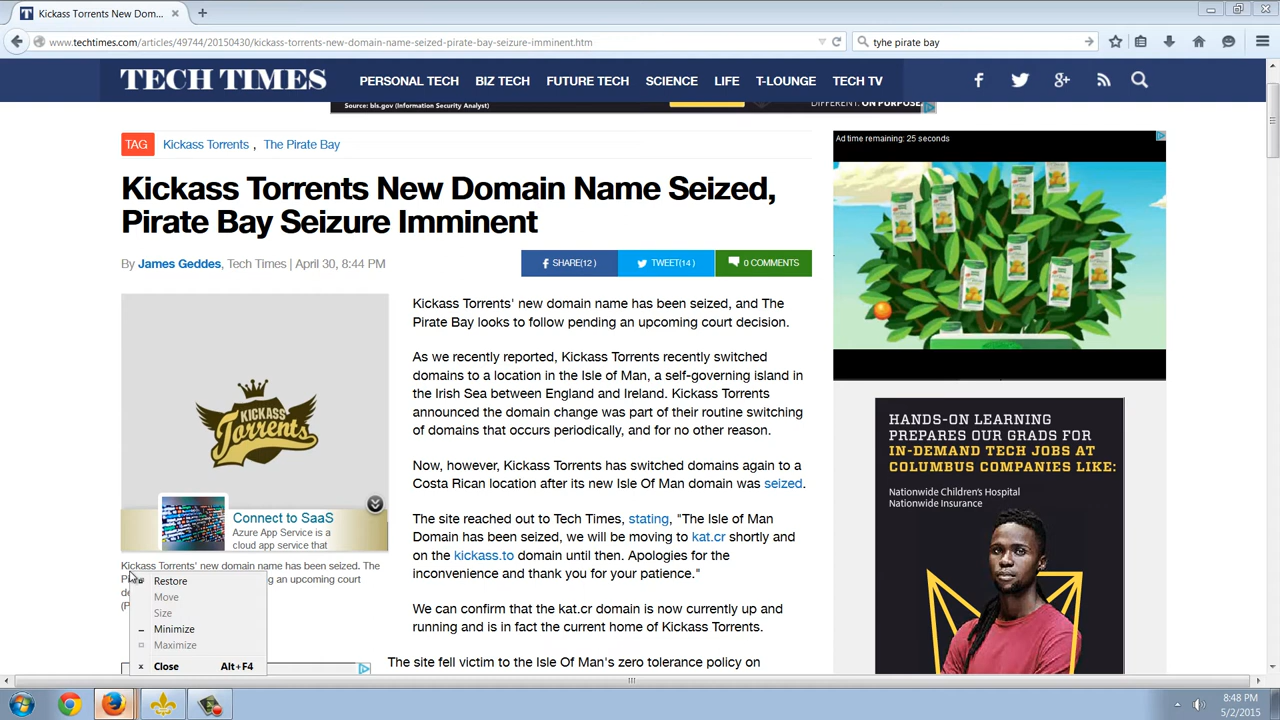 Kickass Torrents New Dom...
www.techtimes.com/articles/49744/20150430/kickass-torrents-new-domain-name-seized-pirate-bay-seizure-imminent.htm
tyhe pirate bay
TECH TIMES
PERSONAL TECH BIZ TECH FUTURE TECH SCIENCE LIFE T-LOUNGE TECH TV
Source: bls.gov (Information Security Analyst)
DIFFERENT. ON PURPOSE.
TAG Kickass Torrents , The Pirate Bay
Kickass Torrents New Domain Name Seized,
Pirate Bay Seizure Imminent
By James Geddes, Tech Times | April 30, 8:44 PM
SHARE(12 ) TWEET(14 ) 0 COMMENTS
KICKASS
Torrents
Connect to SaaS
Azure App Service is a
cloud app service that
Kickass Torrents' new domain name has been seized. The
an upcoming court
Restore
Move
Size
Minimize
Maximize
Close Alt+F4
Kickass Torrents' new domain name has been seized, and The
Pirate Bay looks to follow pending an upcoming court decision.
As we recently reported, Kickass Torrents recently switched
domains to a location in the Isle of Man, a self-governing island in
the Irish Sea between England and Ireland. Kickass Torrents
announced the domain change was part of their routine switching
of domains that occurs periodically, and for no other reason.
Now, however, Kickass Torrents has switched domains again to a
Costa Rican location after its new Isle Of Man domain was seized.
The site reached out to Tech Times, stating, "The Isle of Man
Domain has been seized, we will be moving to kat.cr shortly and
on the kickass.to domain until then. Apologies for the
inconvenience and thank you for your patience."
We can confirm that the kat.cr domain is now currently up and
running and is in fact the current home of Kickass Torrents.
The site fell victim to the Isle Of Man's zero tolerance policy on
Ad time remaining: 25 seconds
HANDS-ON LEARNING
PREPARES OUR GRADS FOR
IN-DEMAND TECH JOBS AT
COLUMBUS COMPANIES LIKE:
Nationwide Children's Hospital
Nationwide Insurance
8:48 PM
5/2/2015